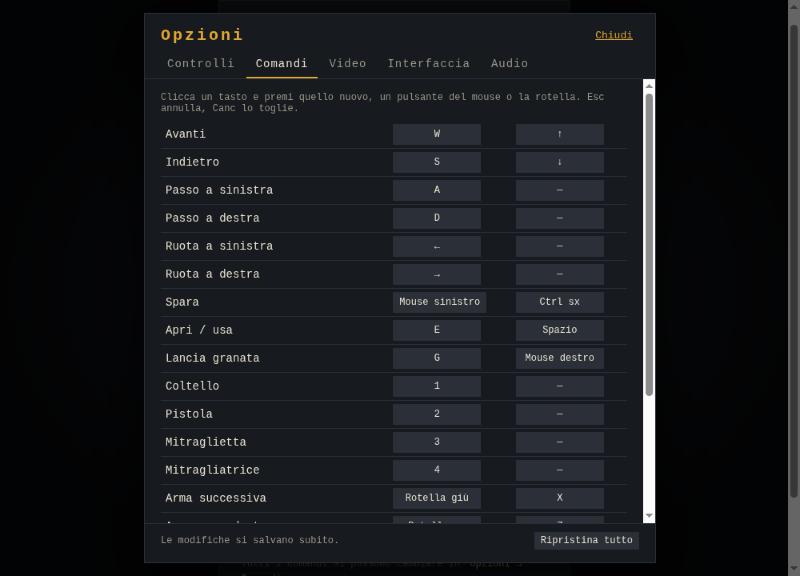 Opzioni
Chiudi
Controlli Comandi Video Interfaccia Audio
Clicca un tasto e premi quello nuovo, un pulsante del mouse o la rotella. Esc
annulla, Canc lo toglie.
Avanti W ↑
Indietro S ↓
Passo a sinistra A —
Passo a destra D —
Ruota a sinistra ← —
Ruota a destra → —
Spara Mouse sinistro Ctrl sx
Apri / usa E Spazio
Lancia granata G Mouse destro
Coltello 1 —
Pistola 2 —
Mitraglietta 3 —
Mitragliatrice 4 —
Arma successiva Rotella giù X
Le modifiche si salvano subito.
Ripristina tutto